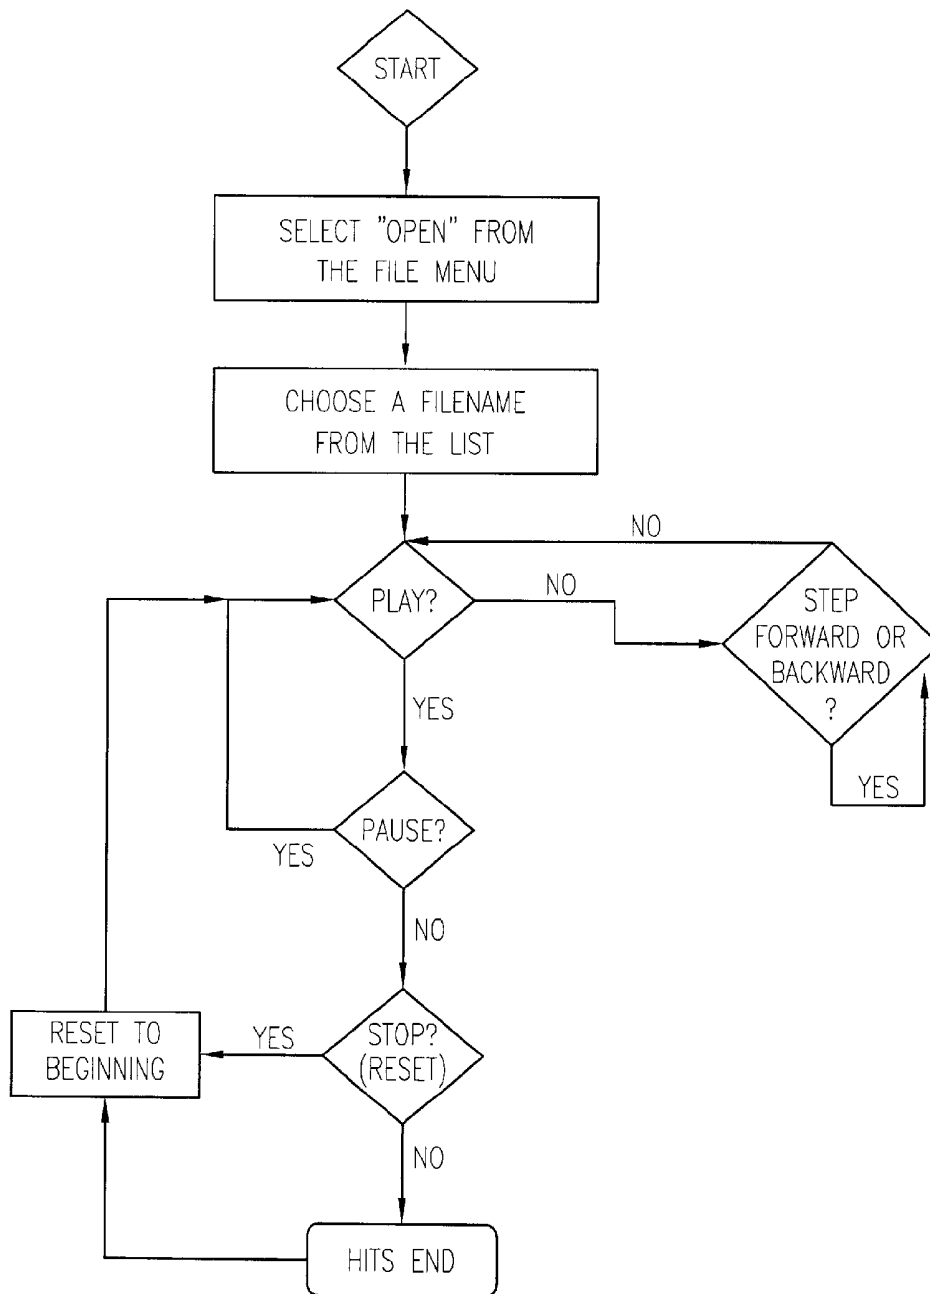 START
SELECT "OPEN" FROM
THE FILE MENU
CHOOSE A FILENAME
FROM THE LIST
NO
PLAY?
NO
STEP
FORWARD OR
BACKWARD
?
YES
YES
PAUSE?
YES
NO
RESET TO
BEGINNING
YES
STOP?
(RESET)
NO
HITS END